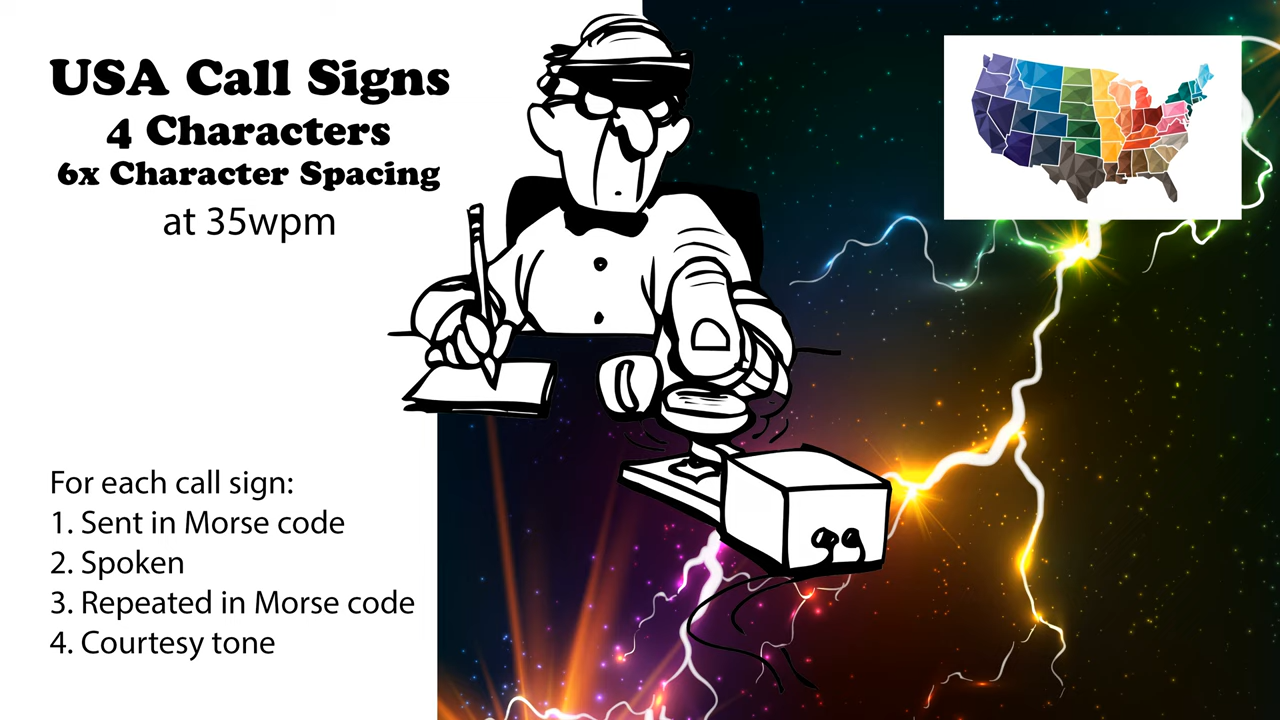 USA Call Signs
4 Characters
6x Character Spacing
at 35wpm
For each call sign:
1. Sent in Morse code
2. Spoken
3. Repeated in Morse code
4. Courtesy tone